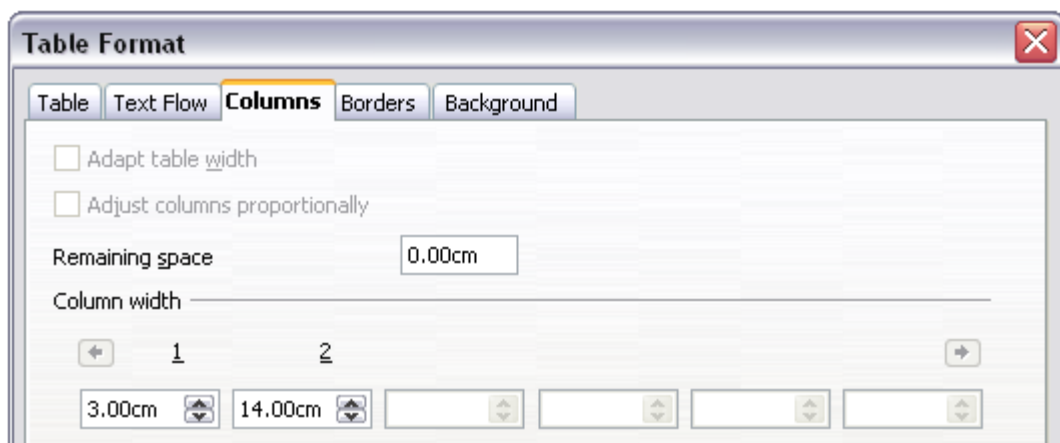 Table Format
Table Text Flow Columns Borders Background
Adapt table width
Adjust columns proportionally
Remaining space 0.00cm
Column width
1 2
3.00cm 14.00cm